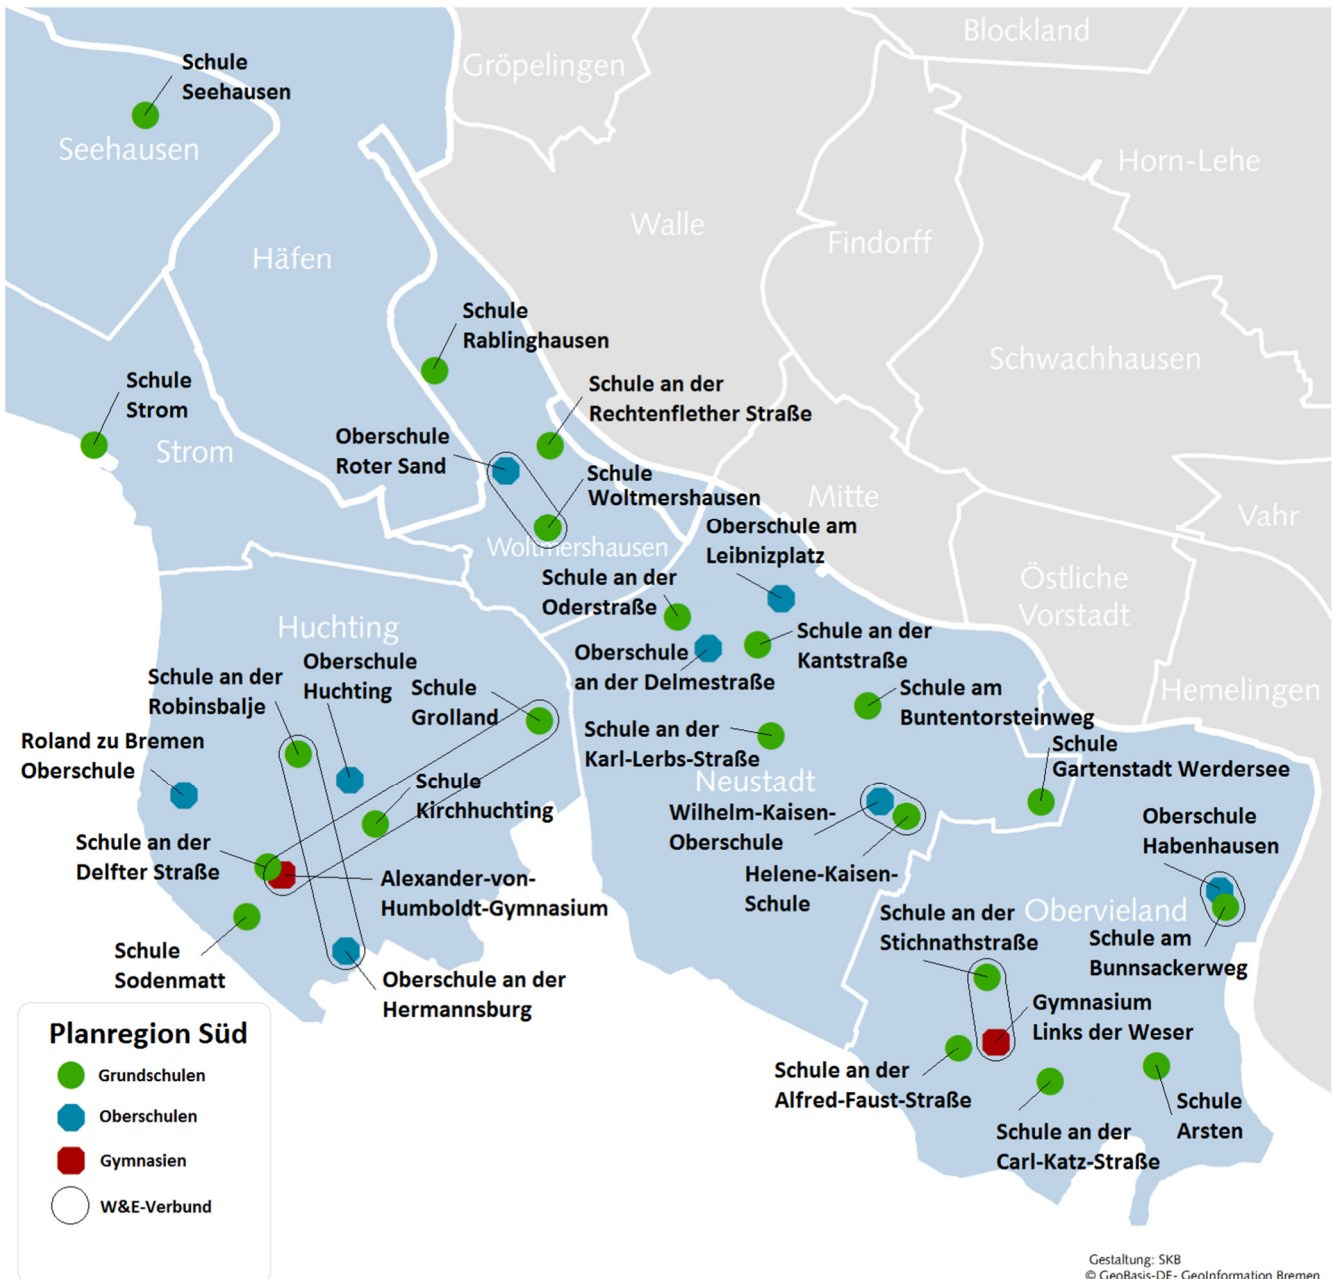 Blockland
Gröpelingen
Schule
Seehausen
Seehausen
Horn-Lehe
Walle
Findorff
Häfen
Schule
Rablinghausen
Schwachhausen
Schule
Strom
Schule an der
Rechtenflether Straße
Strom
Oberschule
Roter Sand
Schule
Woltmershausen
Mitte
Vahr
Oberschule am
Leibnizplatz
Woltmershausen
Schule an der
Oderstraße
Östliche
Vorstadt
Huchting
Schule an der
Kantstraße
Oberschule
an der Delmestraße
Oberschule
Huchting
Schule an der
Robinsbalje
Schule
Grolland
Schule am
Buntentorsteinweg
Hemelingen
Schule an der
Karl-Lerbs-Straße
Roland zu Bremen
Oberschule
Schule
Gartenstadt Werdersee
Schule
Kirchhuchting
Neustadt
Wilhelm-Kaisen-
Oberschule
Oberschule
Habenhausen
Schule an der
Delfter Straße
Alexander-von-
Humboldt-Gymnasium
Helene-Kaisen-
Schule
Schule an der
Stichnathstraße
Obervieland
Schule am
Bunnsackerweg
Schule
Sodenmatt
Oberschule an der
Hermannsburg
Gymnasium
Links der Weser
Schule an der
Alfred-Faust-Straße
Schule
Arsten
Schule an der
Carl-Katz-Straße
Planregion Süd
Grundschulen
Oberschulen
Gymnasien
W&E-Verbund
Gestaltung: SKB
© GeoBasis-DE- GeoInformation Bremen